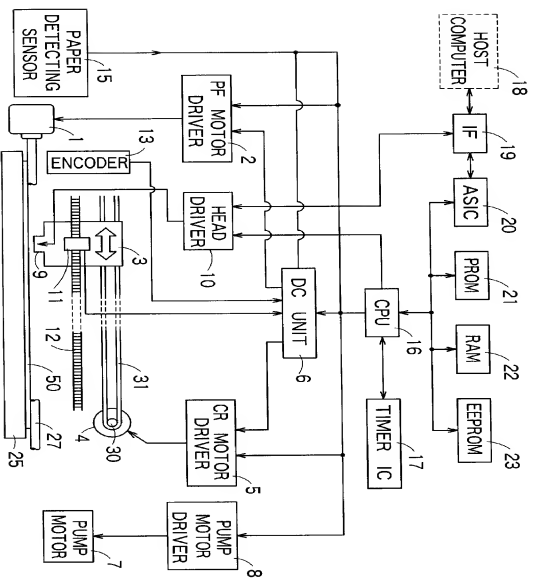 HOST
COMPUTER
18
IF
19
ASIC
20
PROM
21
RAM
22
EEPROM
23
CPU
16
TIMER IC
17
PAPER
DETECTING
SENSOR
15
PF MOTOR
DRIVER
2
HEAD
DRIVER
10
DC UNIT
6
CR MOTOR
DRIVER
5
PUMP
MOTOR
DRIVER
8
PUMP
MOTOR
7
1
ENCODER
13
3
9
11
12
31
4
30
50
27
25